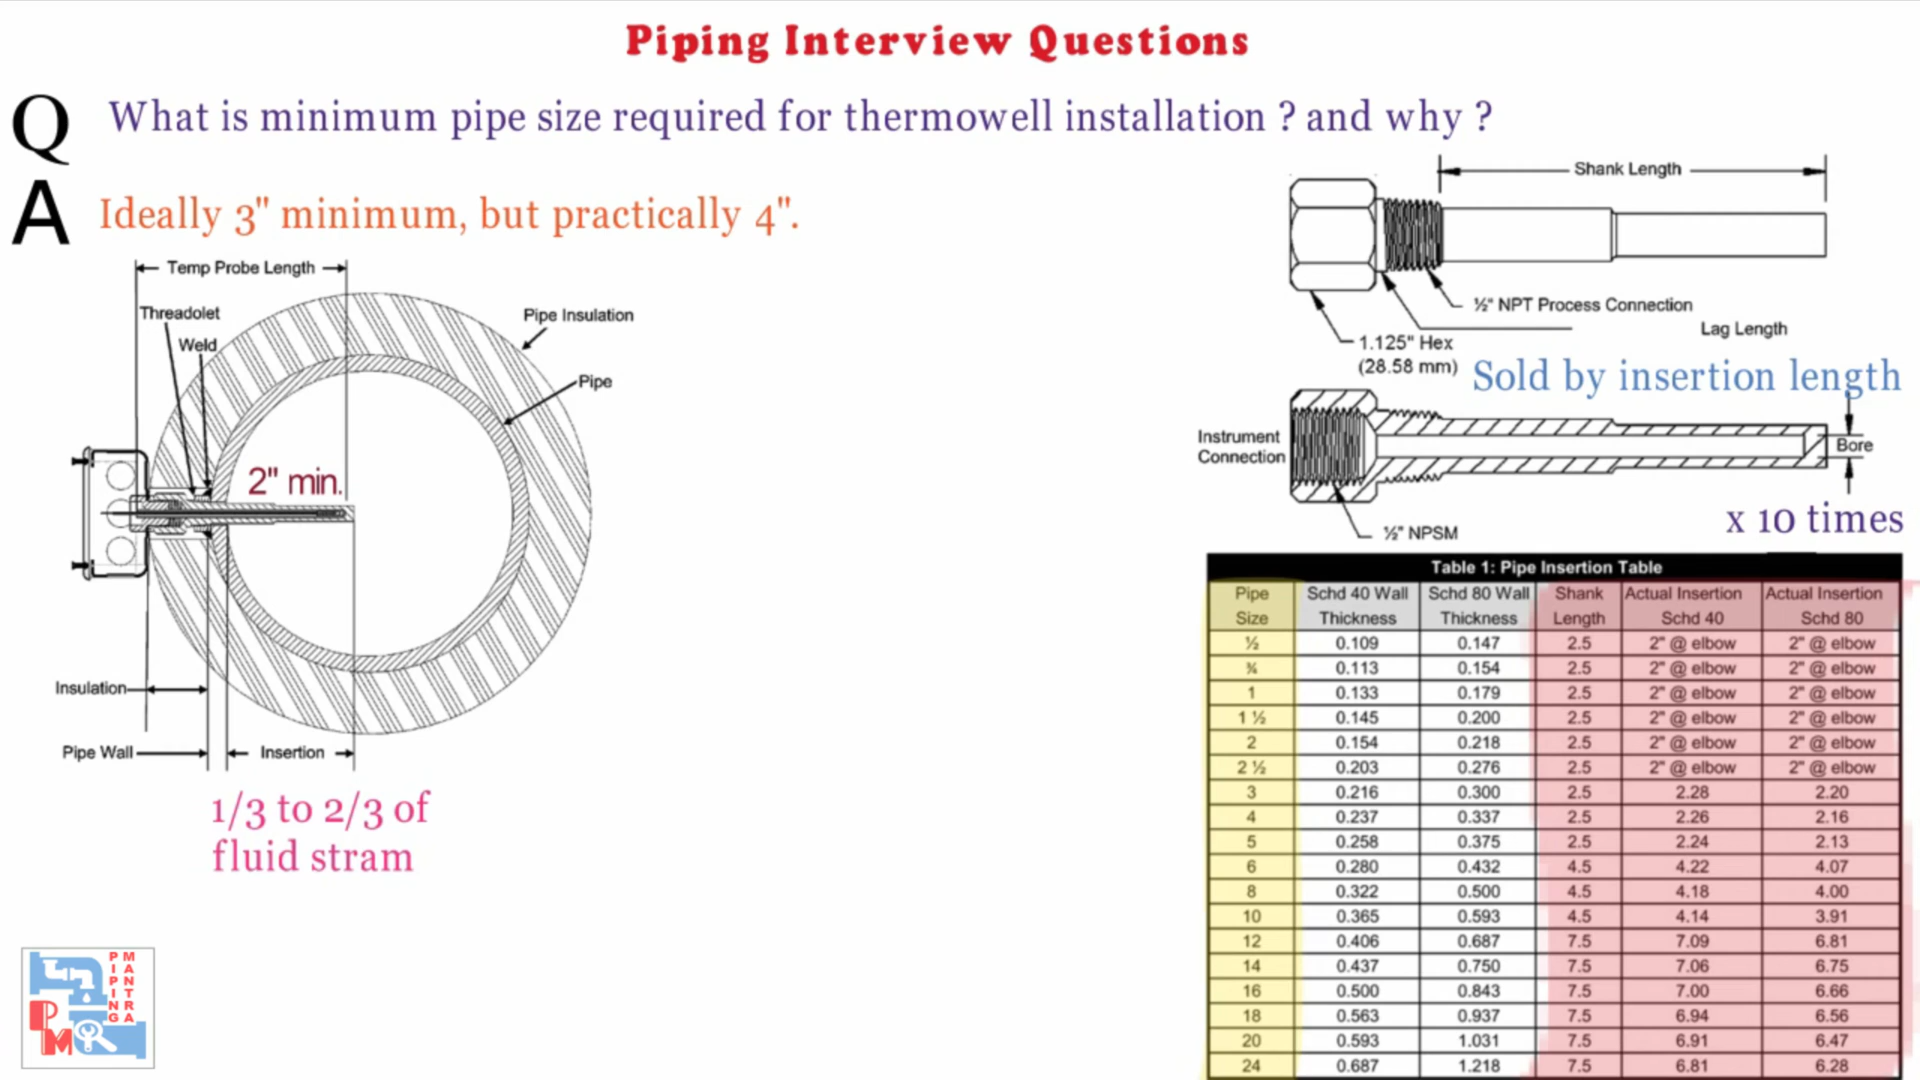 Piping Interview Questions
Q What is minimum pipe size required for thermowell installation ? and why ?
A Ideally 3" minimum, but practically 4".
Temp Probe Length
Threadolet
Weld
Pipe Insulation
Pipe
2" min.
Insulation
Pipe Wall
Insertion
1/3 to 2/3 of
fluid stram
Shank Length
½" NPT Process Connection
Lag Length
1.125" Hex
(28.58 mm)
Sold by insertion length
Instrument
Connection
Bore
½" NPSM
x 10 times
Table 1: Pipe Insertion Table
Pipe Size Schd 40 Wall Thickness Schd 80 Wall Thickness Shank Length Actual Insertion Schd 40 Actual Insertion Schd 80
½ 0.109 0.147 2.5 2" @ elbow 2" @ elbow
¾ 0.113 0.154 2.5 2" @ elbow 2" @ elbow
1 0.133 0.179 2.5 2" @ elbow 2" @ elbow
1 ½ 0.145 0.200 2.5 2" @ elbow 2" @ elbow
2 0.154 0.218 2.5 2" @ elbow 2" @ elbow
2 ½ 0.203 0.276 2.5 2" @ elbow 2" @ elbow
3 0.216 0.300 2.5 2.28 2.20
4 0.237 0.337 2.5 2.26 2.16
5 0.258 0.375 2.5 2.24 2.13
6 0.280 0.432 4.5 4.22 4.07
8 0.322 0.500 4.5 4.18 4.00
10 0.365 0.593 4.5 4.14 3.91
12 0.406 0.687 7.5 7.09 6.81
14 0.437 0.750 7.5 7.06 6.75
16 0.500 0.843 7.5 7.00 6.66
18 0.563 0.937 7.5 6.94 6.56
20 0.593 1.031 7.5 6.91 6.47
24 0.687 1.218 7.5 6.81 6.28
PIPING MANTRA
PM